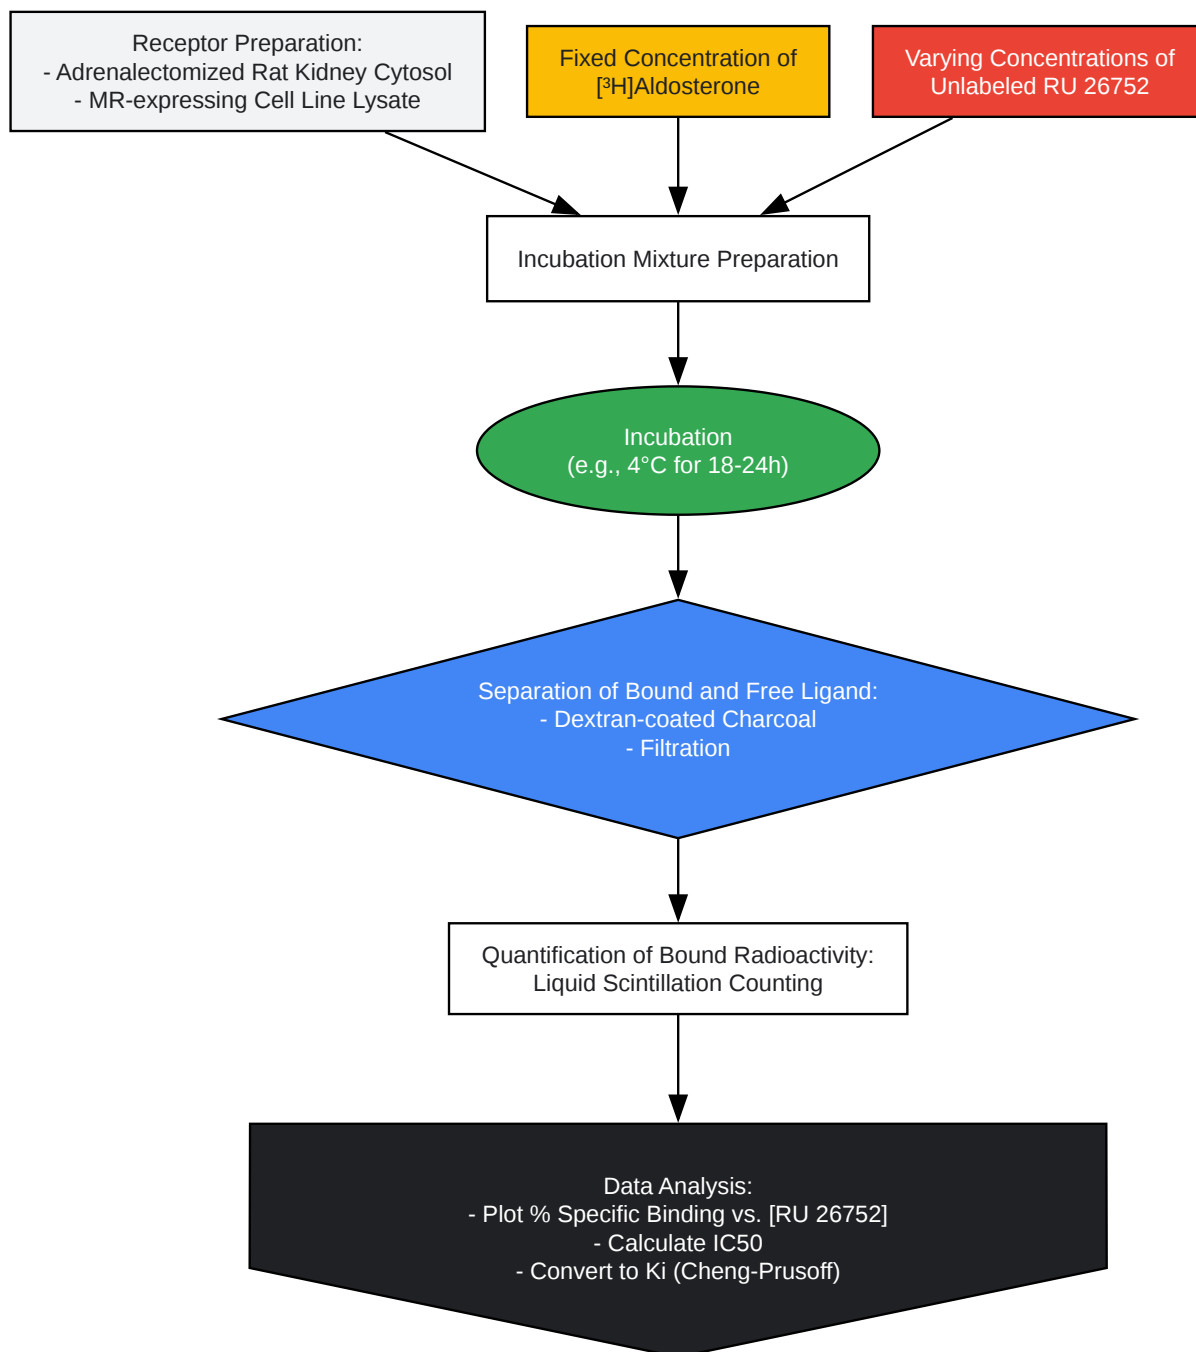 Receptor Preparation:
- Adrenalectomized Rat Kidney Cytosol
- MR-expressing Cell Line Lysate
Fixed Concentration of
[³H]Aldosterone
Varying Concentrations of
Unlabeled RU 26752
Incubation Mixture Preparation
Incubation
(e.g., 4°C for 18-24h)
Separation of Bound and Free Ligand:
- Dextran-coated Charcoal
- Filtration
Quantification of Bound Radioactivity:
Liquid Scintillation Counting
Data Analysis:
- Plot % Specific Binding vs. [RU 26752]
- Calculate IC50
- Convert to Ki (Cheng-Prusoff)